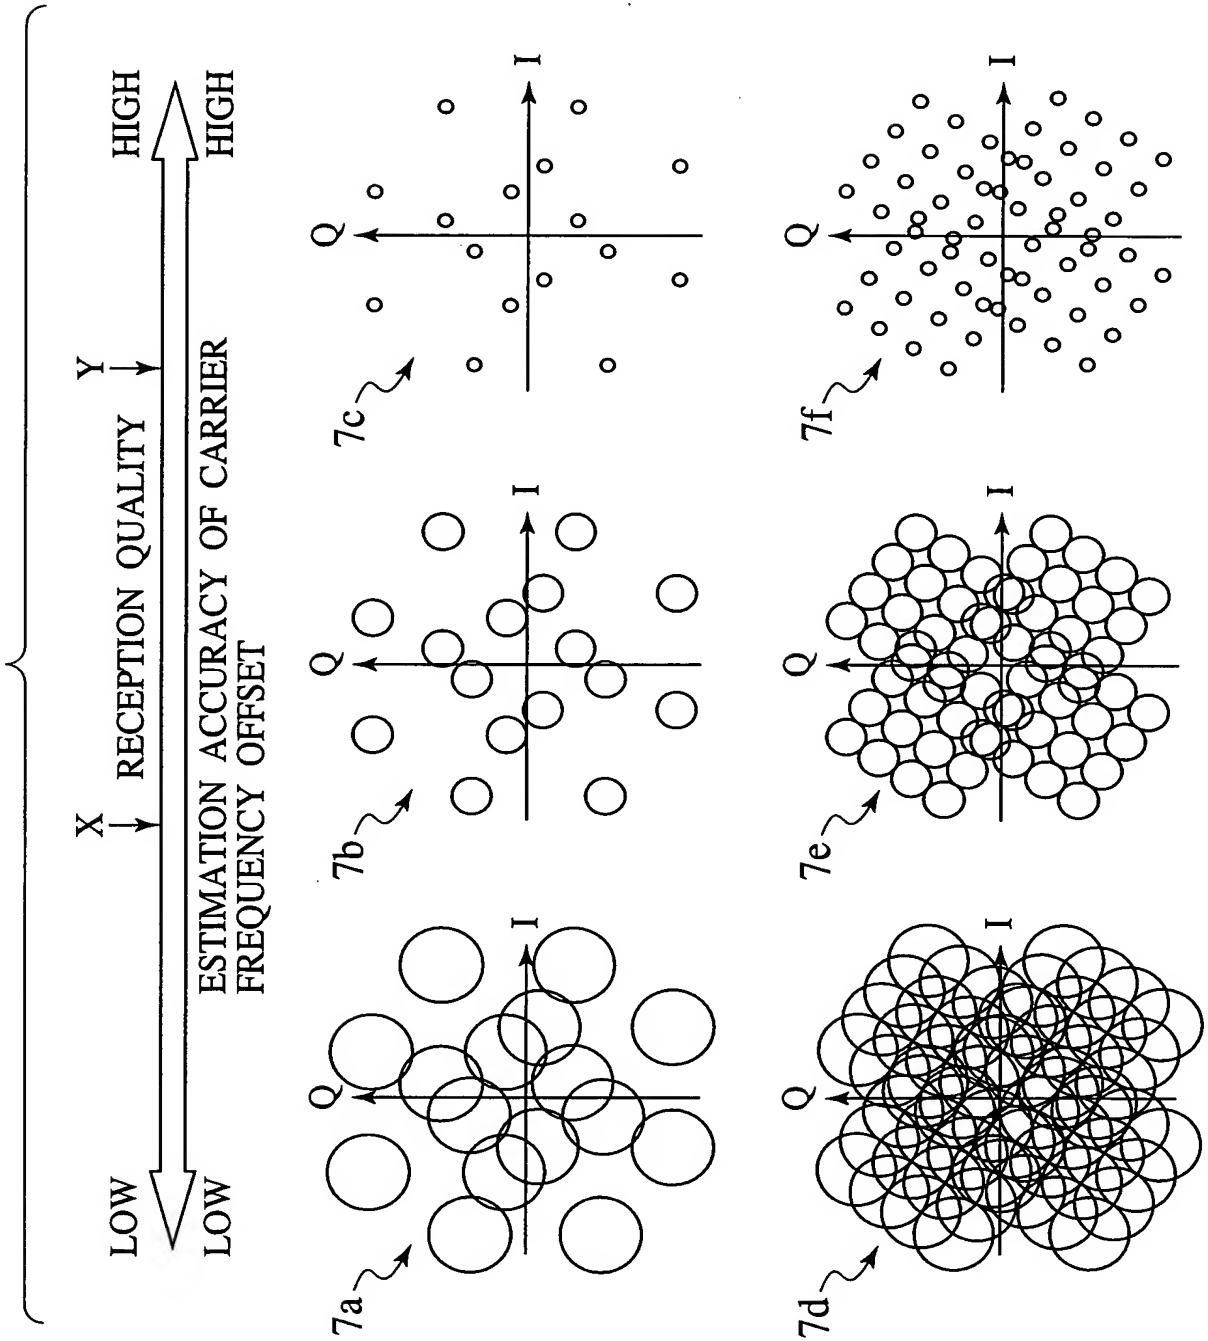 X
Y
LOW
RECEPTION QUALITY
HIGH
LOW
ESTIMATION ACCURACY OF CARRIER
FREQUENCY OFFSET
HIGH
7a
Q
I
7b
Q
I
7c
Q
I
7d
Q
I
7e
Q
I
7f
Q
I